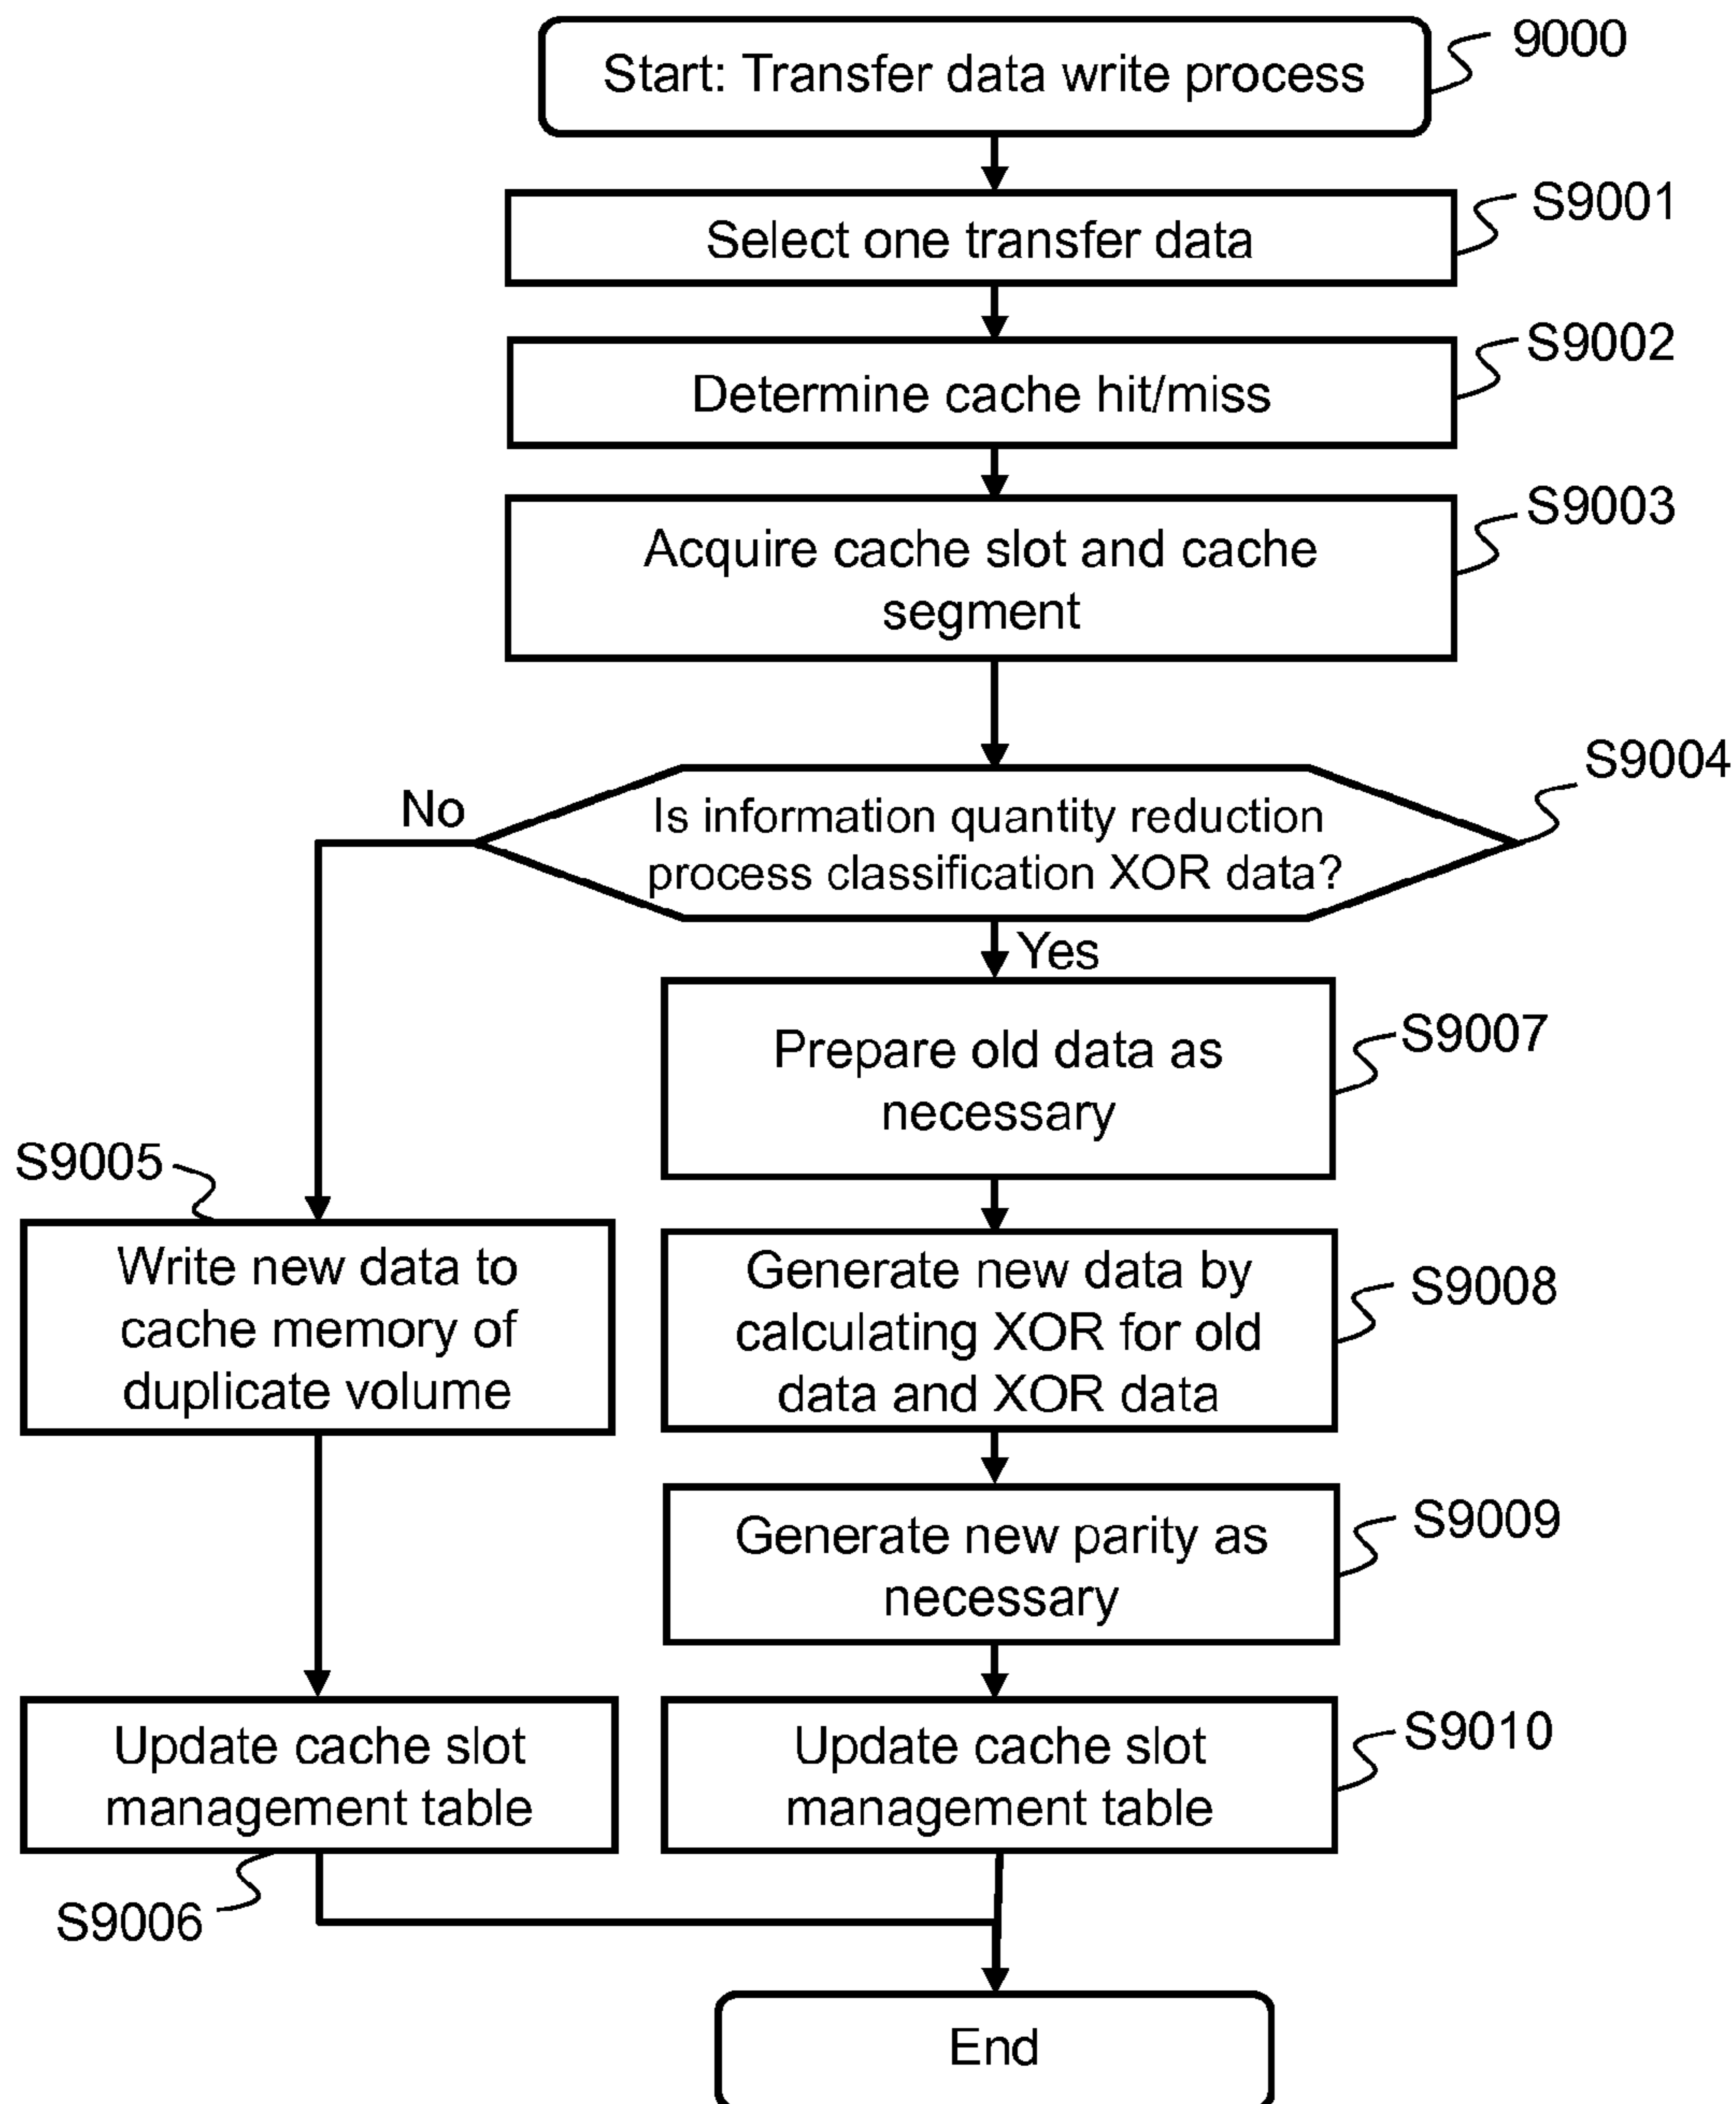 Start: Transfer data write process
9000
Select one transfer data
S9001
Determine cache hit/miss
S9002
Acquire cache slot and cache
segment
S9003
Is information quantity reduction
process classification XOR data?
S9004
No
Yes
Prepare old data as
necessary
S9007
S9005
Write new data to
cache memory of
duplicate volume
Generate new data by
calculating XOR for old
data and XOR data
S9008
Generate new parity as
necessary
S9009
Update cache slot
management table
S9006
Update cache slot
management table
S9010
End